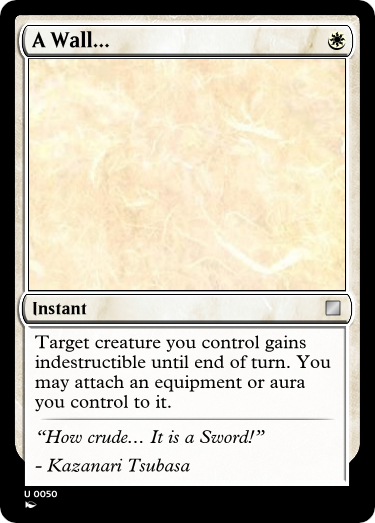 A Wall...
Instant
Target creature you control gains
indestructible until end of turn. You
may attach an equipment or aura
you control to it.
“How crude... It is a Sword!”
- Kazanari Tsubasa
U 0050